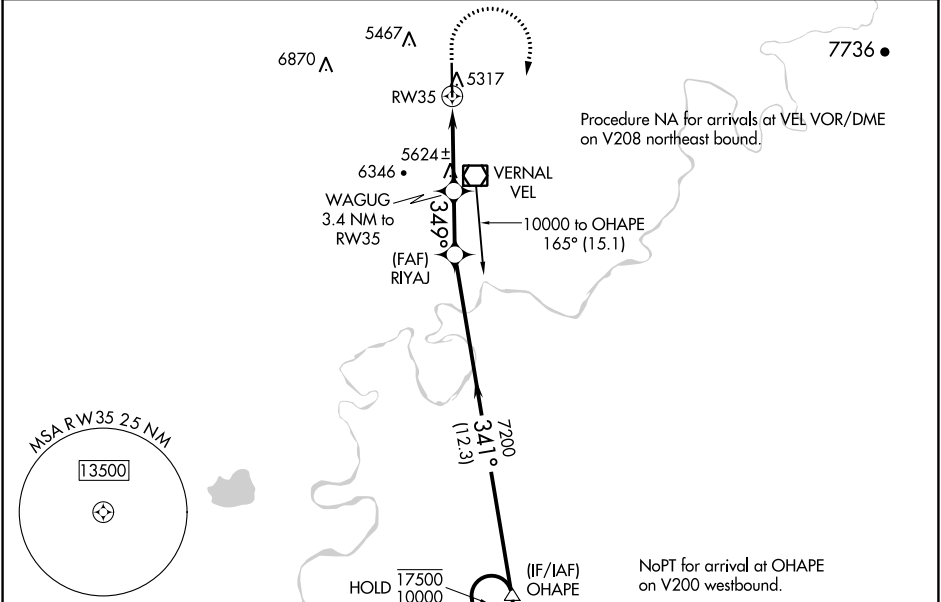 5467
6870
7736
5317
RW35
Procedure NA for arrivals at VEL VOR/DME
on V208 northeast bound.
5624±
6346
VERNAL
VEL
WAGUG
3.4 NM to
RW35
349°
10000 to OHAPE
165° (15.1)
(FAF)
RIYAJ
7200
341°
(12.3)
MSA RW35 25 NM
13500
HOLD
17500
10000
(IF/IAF)
OHAPE
NoPT for arrival at OHAPE
on V200 westbound.